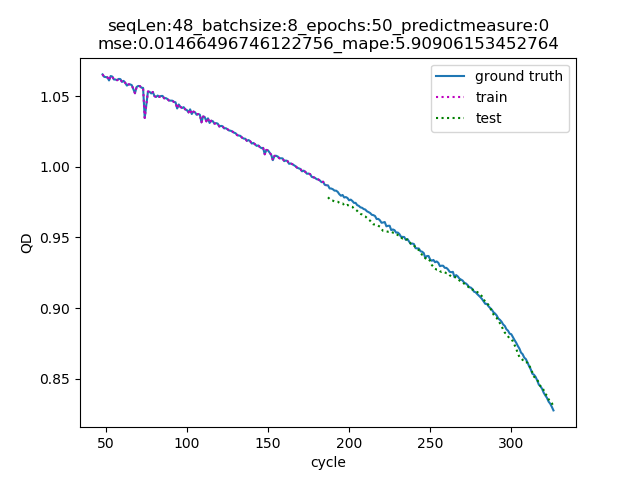 seqLen:48_batchsize:8_epochs:50_predictmeasure:0
mse:0.01466496746122756_mape:5.90906153452764
ground truth
train
test
1.05
1.00
0.95
0.90
0.85
QD
50 100 150 200 250 300
cycle